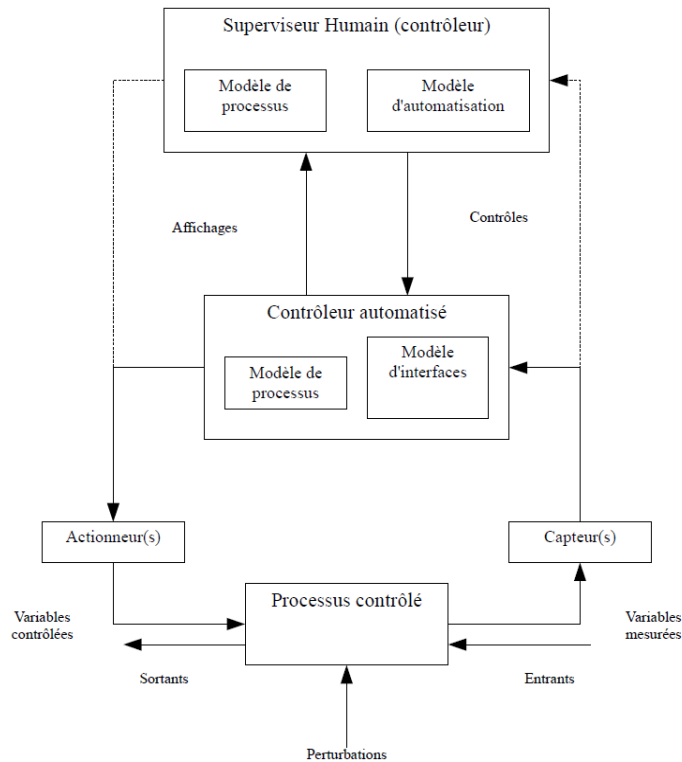 Superviseur Humain (contrôleur)
Modèle de
processus
Modèle
d'automatisation
Affichages
Contrôles
Contrôleur automatisé
Modèle de
processus
Modèle
d'interfaces
Actionneur(s)
Capteur(s)
Processus contrôlé
Variables
contrôlées
Variables
mesurées
Sortants
Entrants
Perturbations